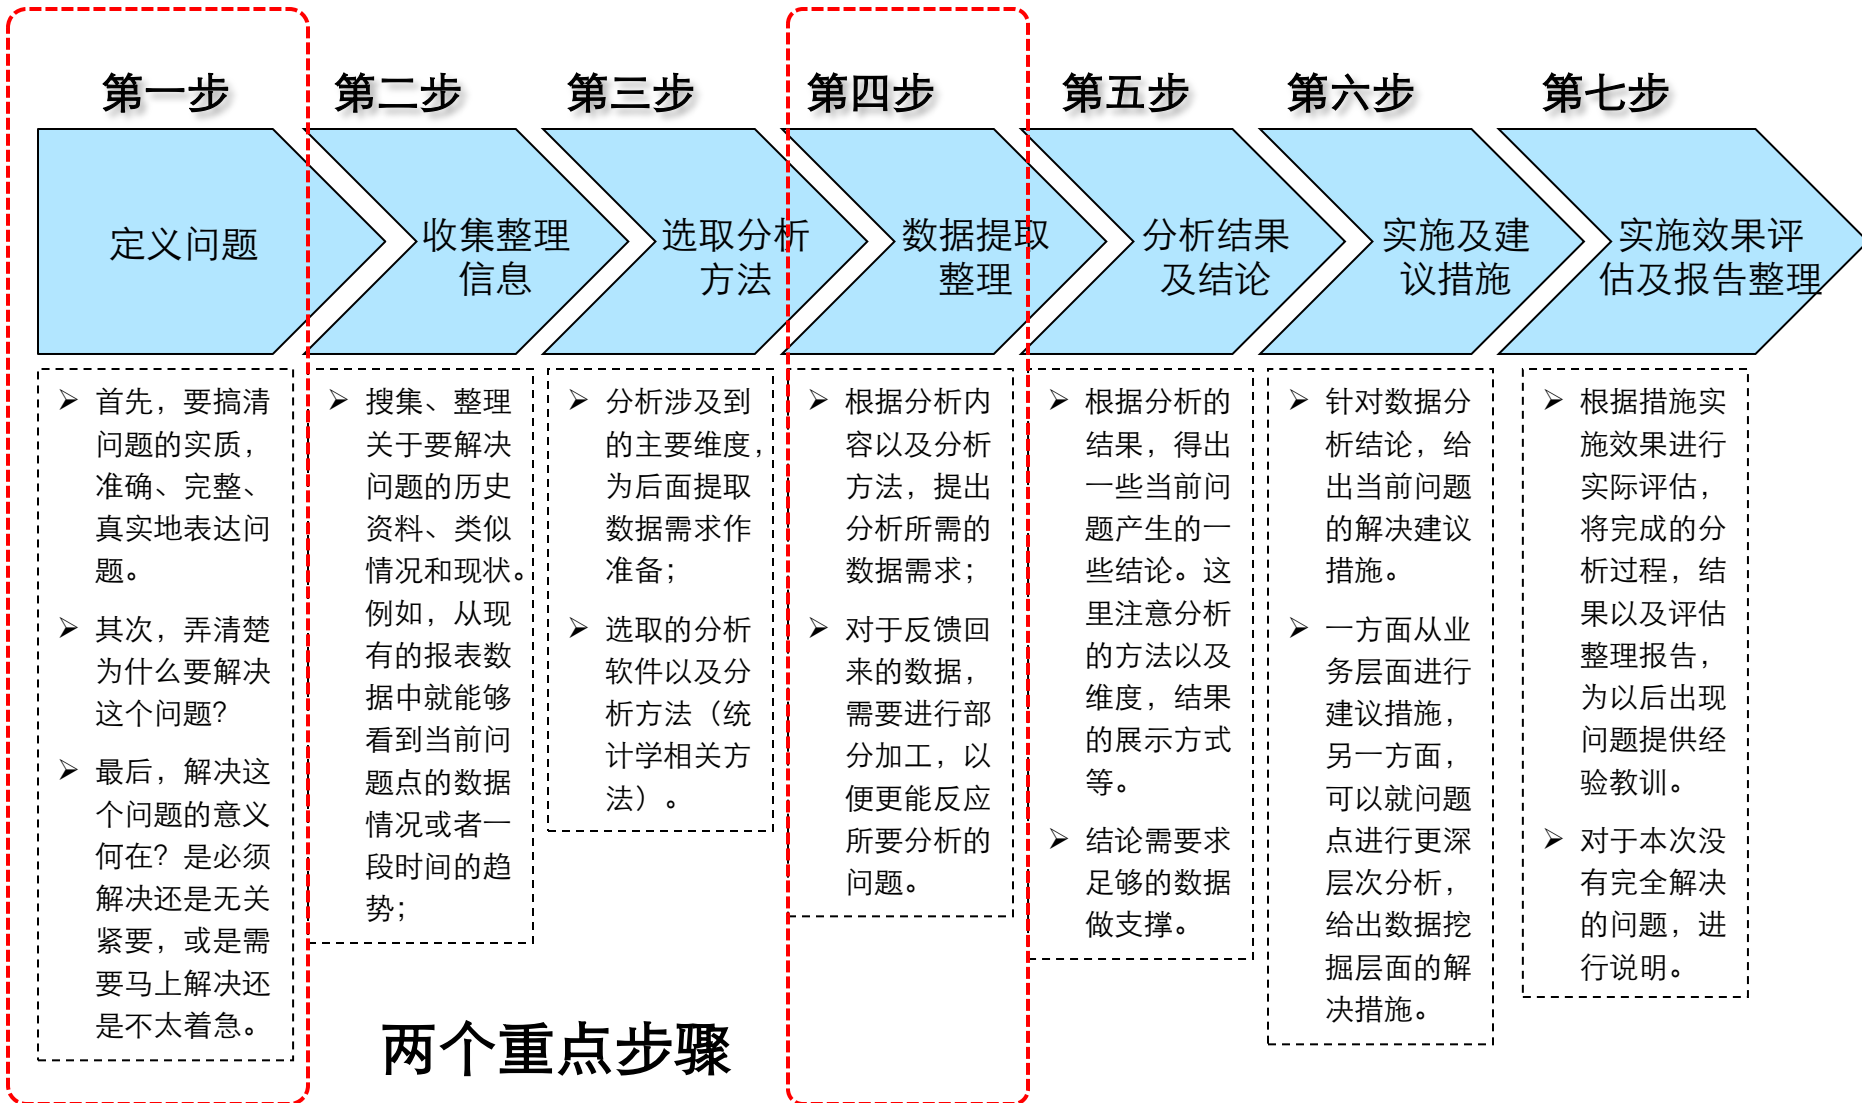 第一步
第二步
第三步
第四步
第五步
第六步
第七步
定义问题
收集整理
信息
选取分析
方法
数据提取
整理
分析结果
及结论
实施及建
议措施
实施效果评
估及报告整理
➢ 首先，要搞清
问题的实质，
准确、完整、
真实地表达问
题。
➢ 其次，弄清楚
为什么要解决
这个问题？
➢ 最后，解决这
个问题的意义
何在？是必须
解决还是无关
紧要，或是需
要马上解决还
是不太着急。
➢ 搜集、整理
关于要解决
问题的历史
资料、类似
情况和现状。
例如，从现
有的报表数
据中就能够
看到当前问
题点的数据
情况或者一
段时间的趋
势；
➢ 分析涉及到
的主要维度，
为后面提取
数据需求作
准备；
➢ 选取的分析
软件以及分
析方法（统
计学相关方
法）。
➢ 根据分析内
容以及分析
方法，提出
分析所需的
数据需求；
➢ 对于反馈回
来的数据，
需要进行部
分加工，以
便更能反应
所要分析的
问题。
➢ 根据分析的
结果，得出
一些当前问
题产生的一
些结论。这
里注意分析
的方法以及
维度，结果
的展示方式
等。
➢ 结论需要求
足够的数据
做支撑。
➢ 针对数据分
析结论，给
出当前问题
的解决建议
措施。
➢ 一方面从业
务层面进行
建议措施，
另一方面，
可以就问题
点进行更深
层次分析，
给出数据挖
掘层面的解
决措施。
➢ 根据措施实
施效果进行
实际评估，
将完成的分
析过程，结
果以及评估
整理报告，
为以后出现
问题提供经
验教训。
➢ 对于本次没
有完全解决
的问题，进
行说明。
两个重点步骤